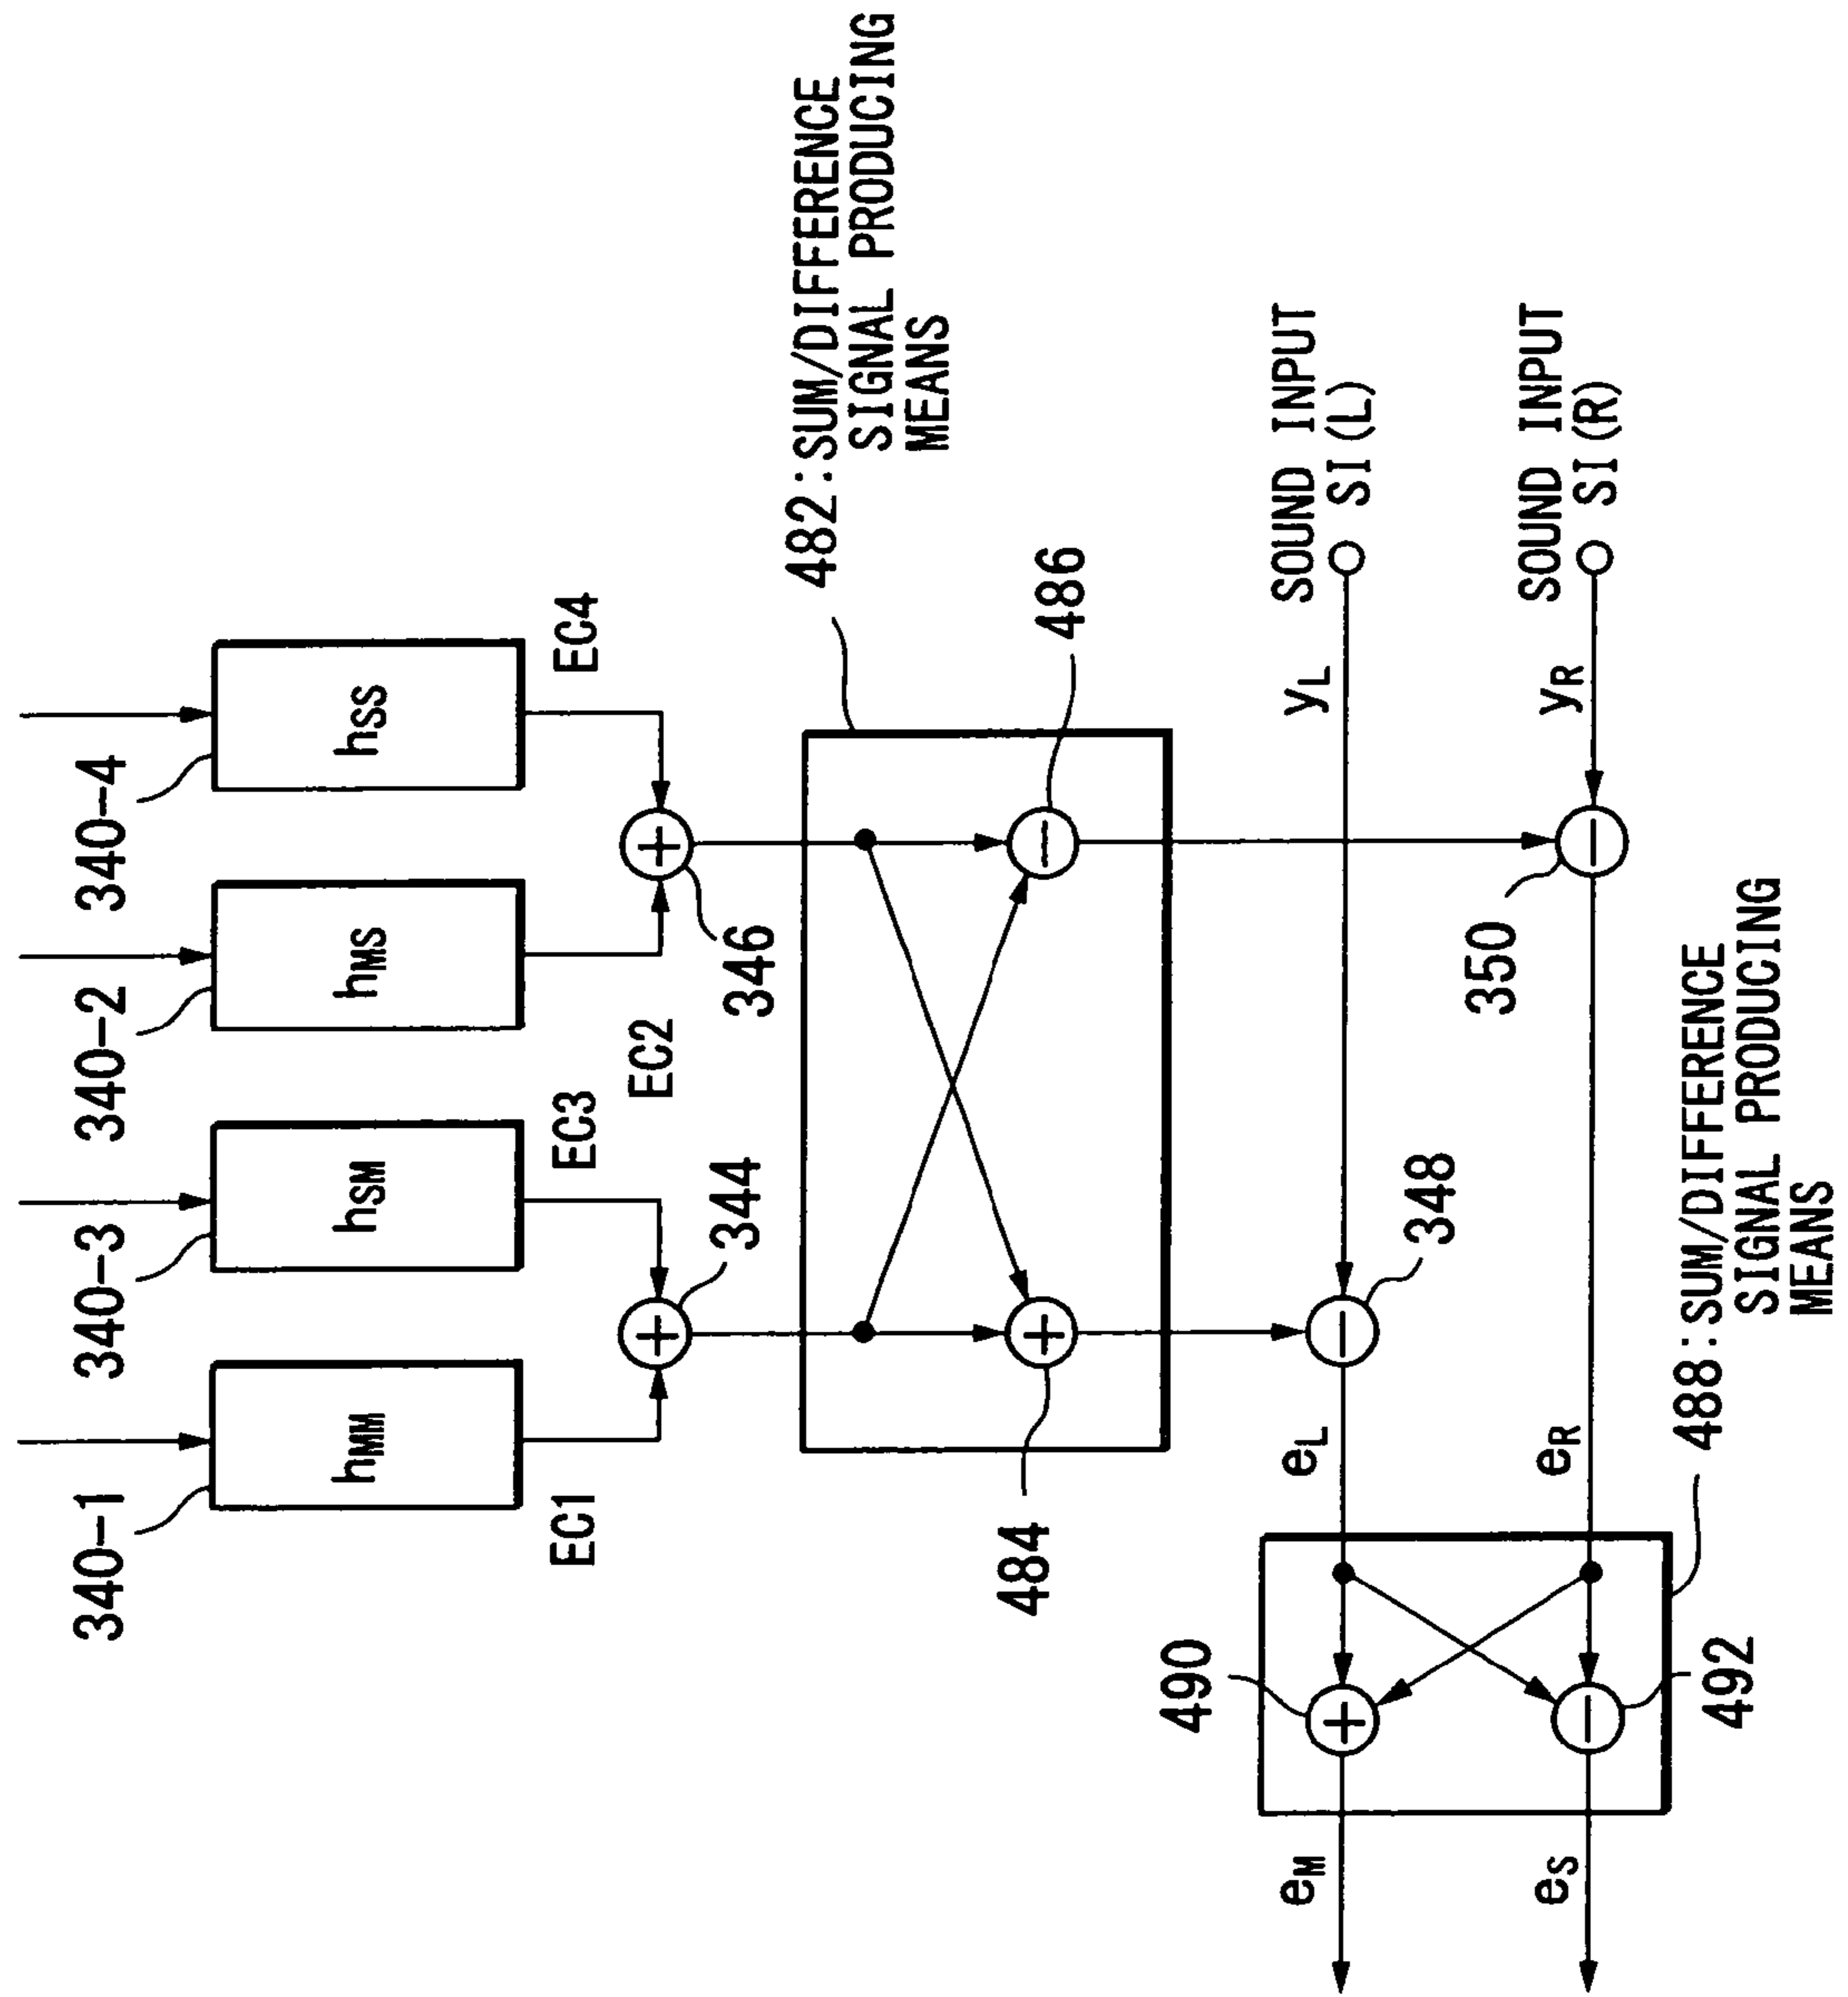 340-1
340-3
340-2
340-4
hMM
hSM
hMS
hSS
EC1
EC3
EC2
EC4
+
344
+
346
482::SUM/DIFFERENCE
SIGNAL PRODUCING
MEANS
484
+
−
486
SOUND INPUT
SI(L)
yL
−
348
eL
SOUND INPUT
SI(R)
yR
−
350
eR
488::SUM/DIFFERENCE
SIGNAL PRODUCING
MEANS
490
+
−
492
eM
eS